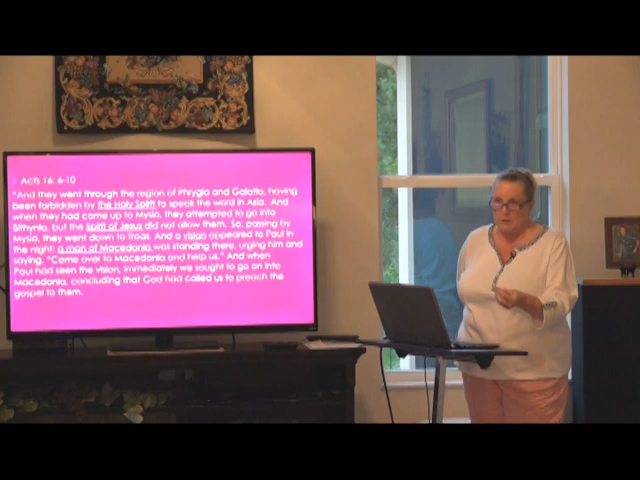 Acts 16: 6-10
"And they went through the region of Phrygia and Galatia, having
been forbidden by the Holy Spirit to speak the word in Asia. And
when they had come up to Mysia, they attempted to go into
Bithynia, but the spirit of Jesus did not allow them. So, passing by
Mysia, they went down to Troas. And a vision appeared to Paul in
the night: a man of Macedonia was standing there, urging him and
saying, "Come over to Macedonia and help us." And when
Paul had seen the vision, immediately we sought to go on into
Macedonia, concluding that God had called us to preach the
gospel to them.